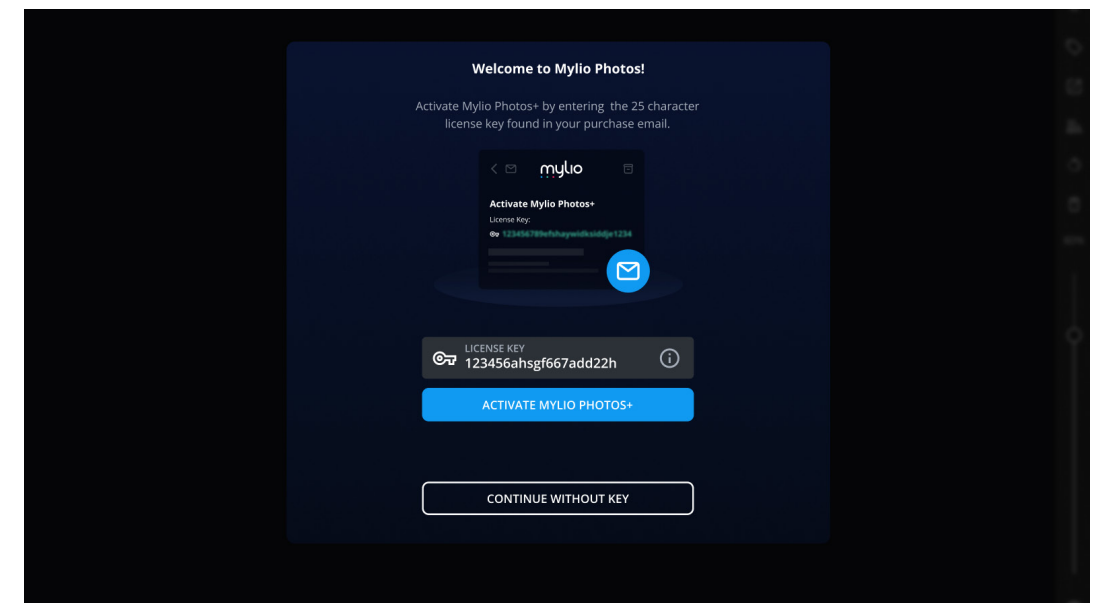 Welcome to Mylio Photos!
Activate Mylio Photos+ by entering the 25 character
license key found in your purchase email.
mylio
Activate Mylio Photos+
License Key:
LICENSE KEY
123456ahsgf667add22h
ACTIVATE MYLIO PHOTOS+
CONTINUE WITHOUT KEY